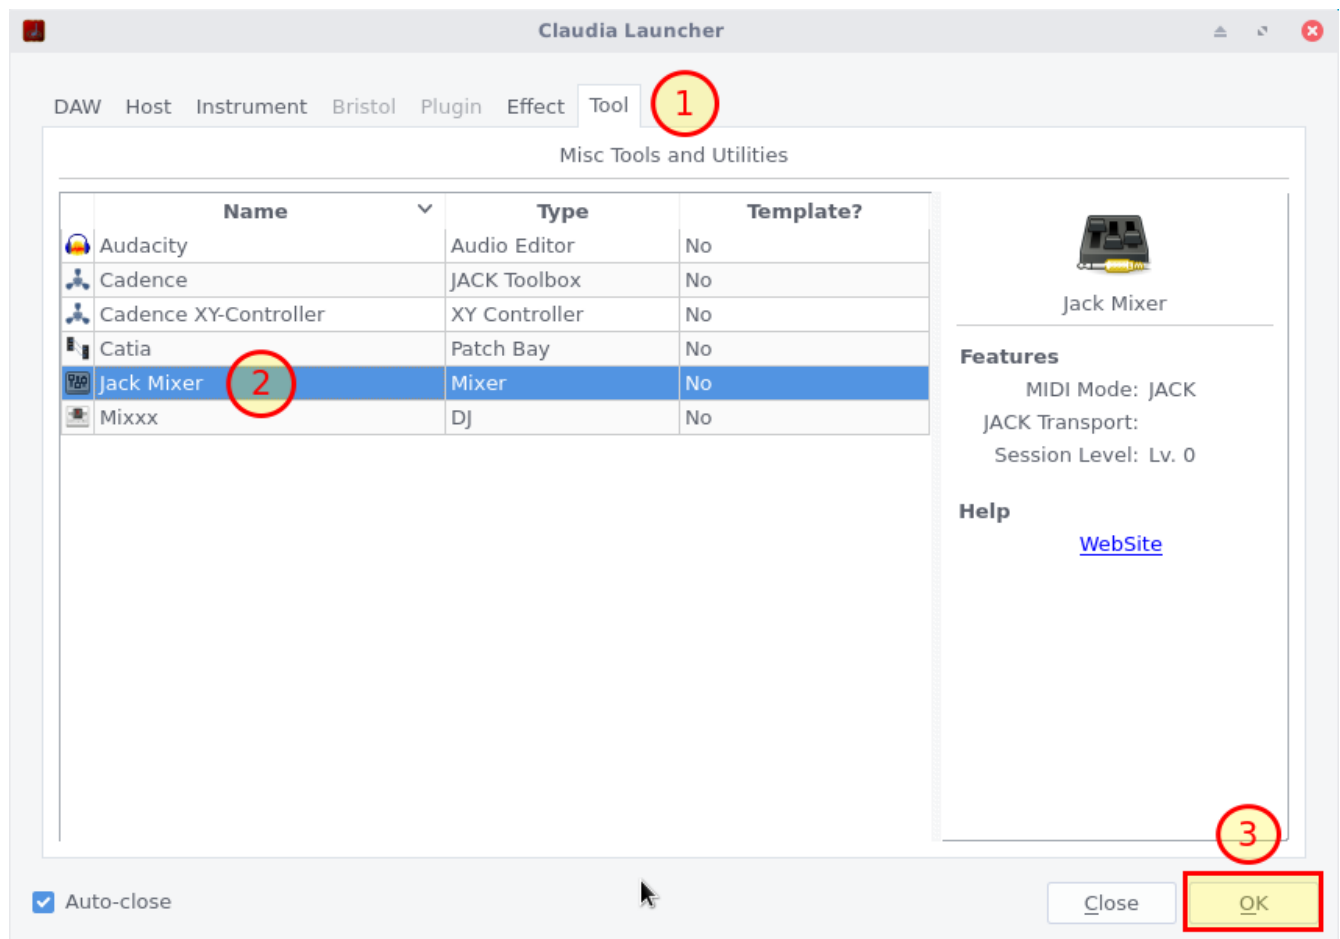 Claudia Launcher
DAW Host Instrument Bristol Plugin Effect Tool 1
Misc Tools and Utilities
Name Type Template?
Audacity Audio Editor No
Cadence JACK Toolbox No
Cadence XY-Controller XY Controller No
Catia Patch Bay No
Jack Mixer 2 Mixer No
Mixxx DJ No
Jack Mixer
Features
MIDI Mode: JACK
JACK Transport:
Session Level: Lv. 0
Help
WebSite
3
Auto-close Close OK